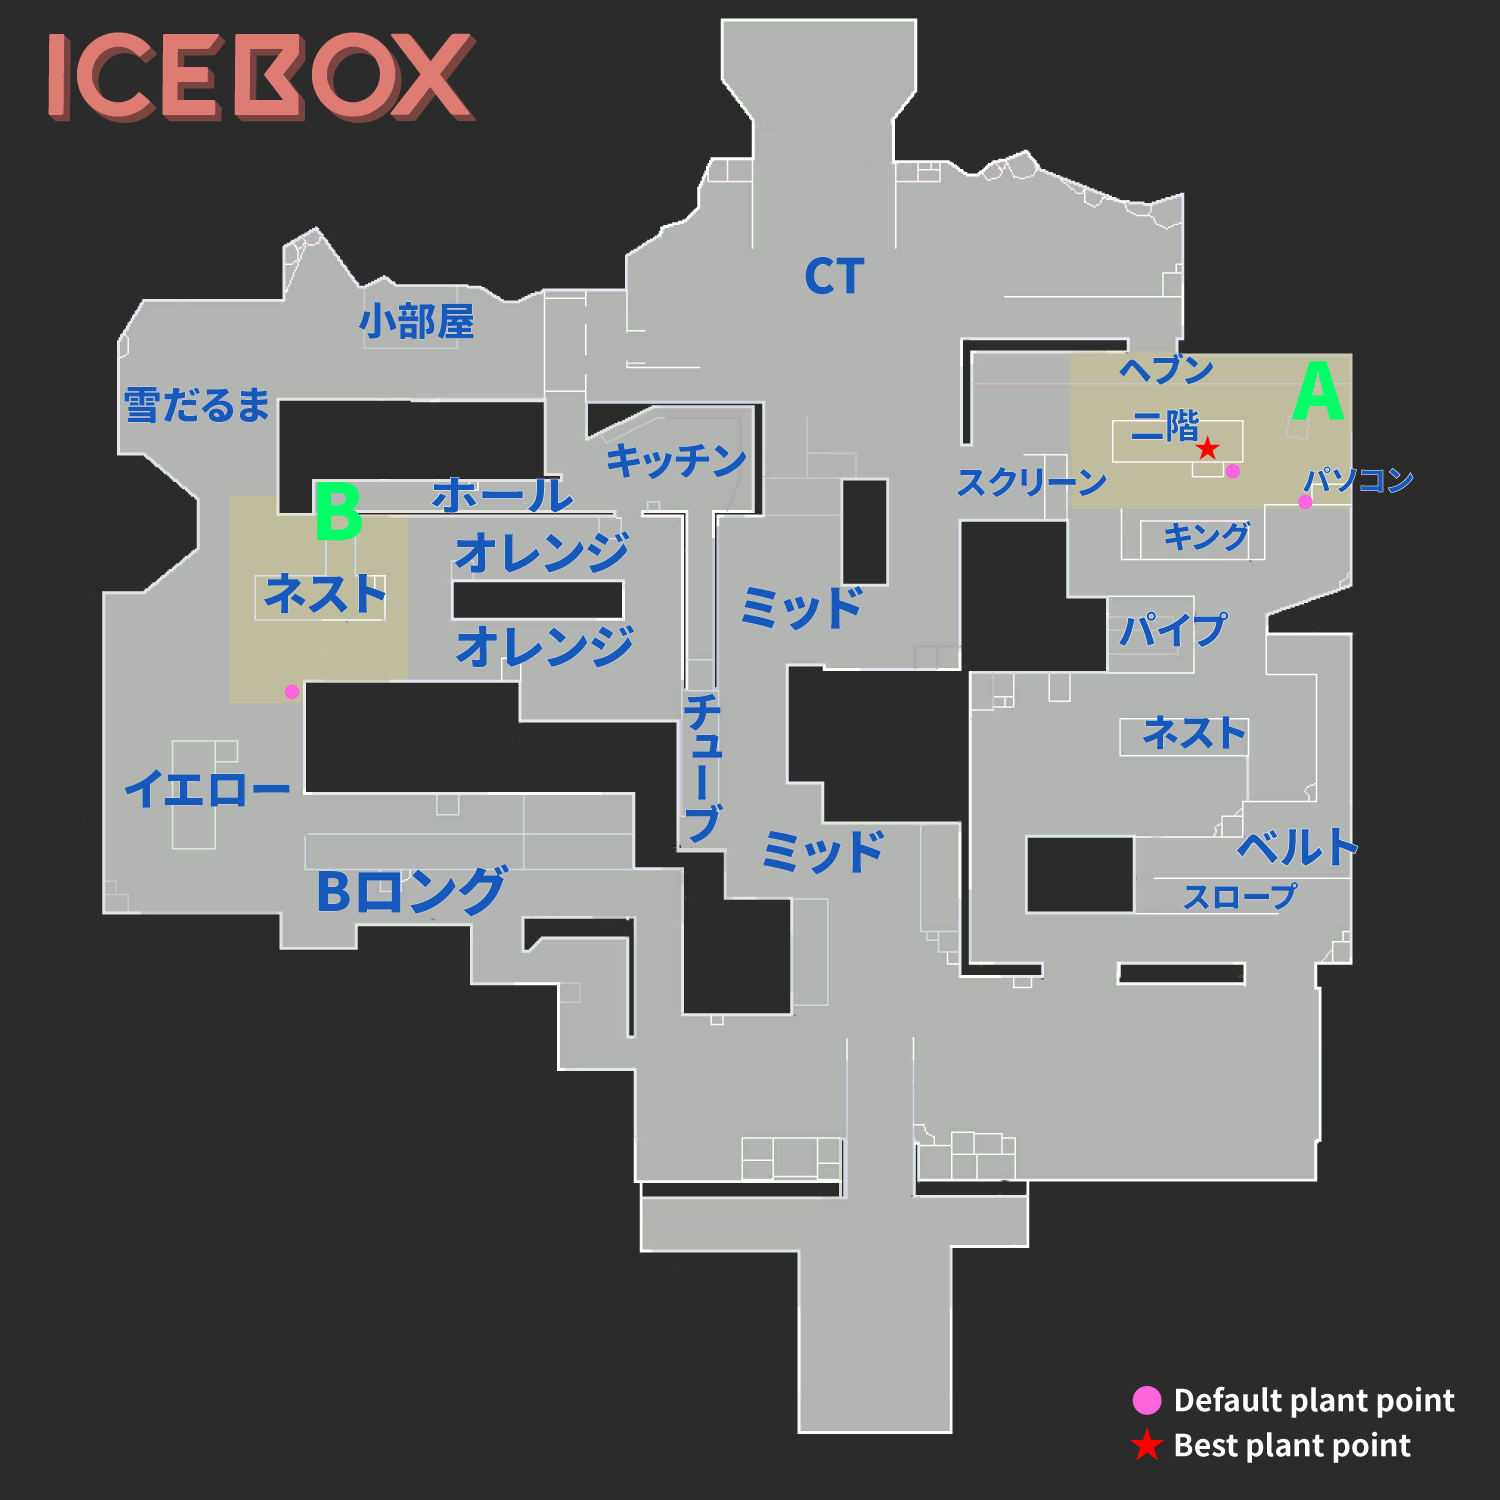 ICEBOX
CT
小部屋
ヘブン
A
雪だるま
二階
キッチン
スクリーン
パソコン
ホール
B
キング
オレンジ
ネスト
ミッド
パイプ
オレンジ
チューブ
ネスト
イエロー
ミッド
ベルト
Bロング
スロープ
Default plant point
Best plant point